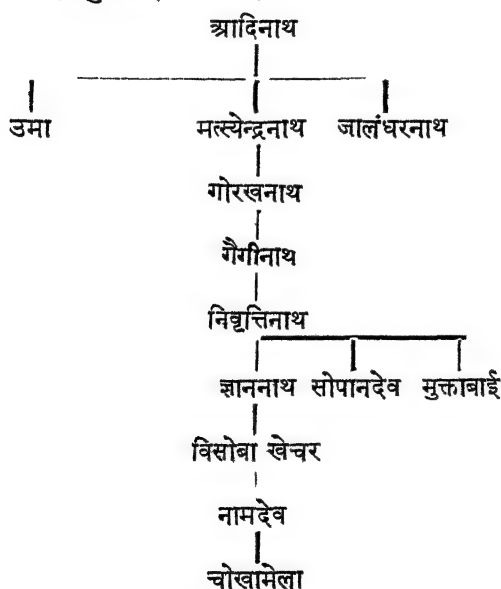 आदिनाथ
उमा मत्स्येन्द्रनाथ जालंधरनाथ
गोरखनाथ
गैगीनाथ
निवृत्तिनाथ
ज्ञाननाथ सोपानदेव मुक्ताबाई
विसोबा खेचर
नामदेव
चोखामेला